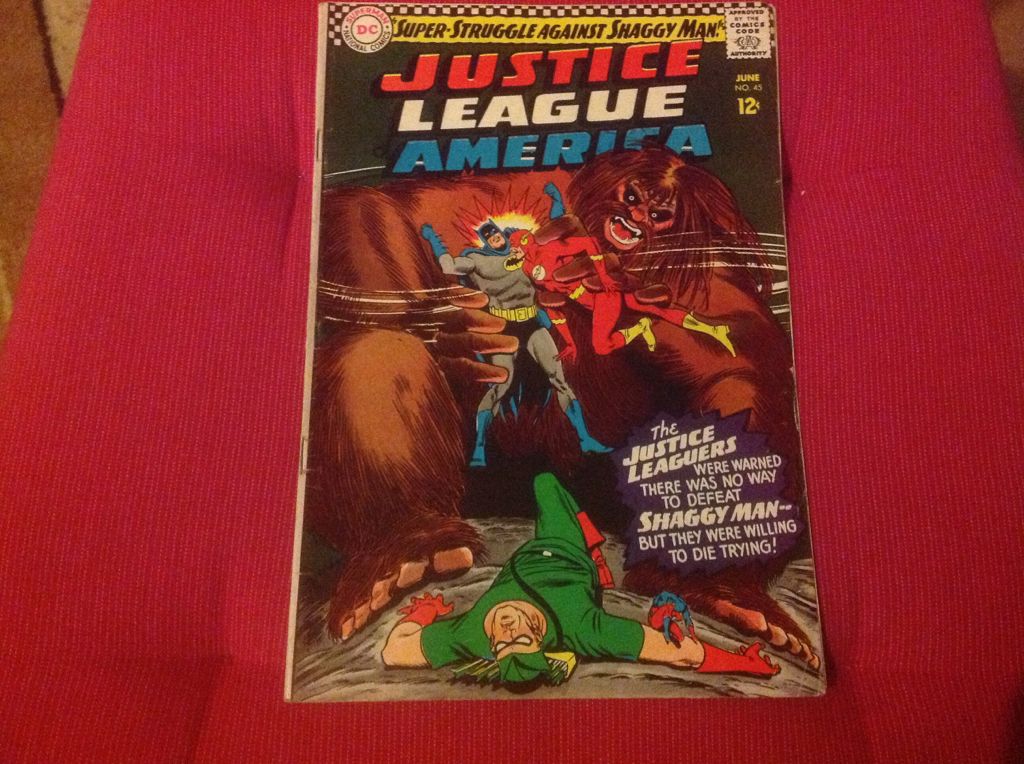 SUPERMAN
DC
NATIONAL COMICS
"SUPER-STRUGGLE AGAINST SHAGGY MAN!"
APPROVED
BY THE
COMICS
CODE
AUTHORITY
JUSTICE
LEAGUE
AMERICA
JUNE
NO. 45
12¢
The
JUSTICE
LEAGUERS
WERE WARNED
THERE WAS NO WAY
TO DEFEAT
SHAGGY MAN--
BUT THEY WERE WILLING
TO DIE TRYING!